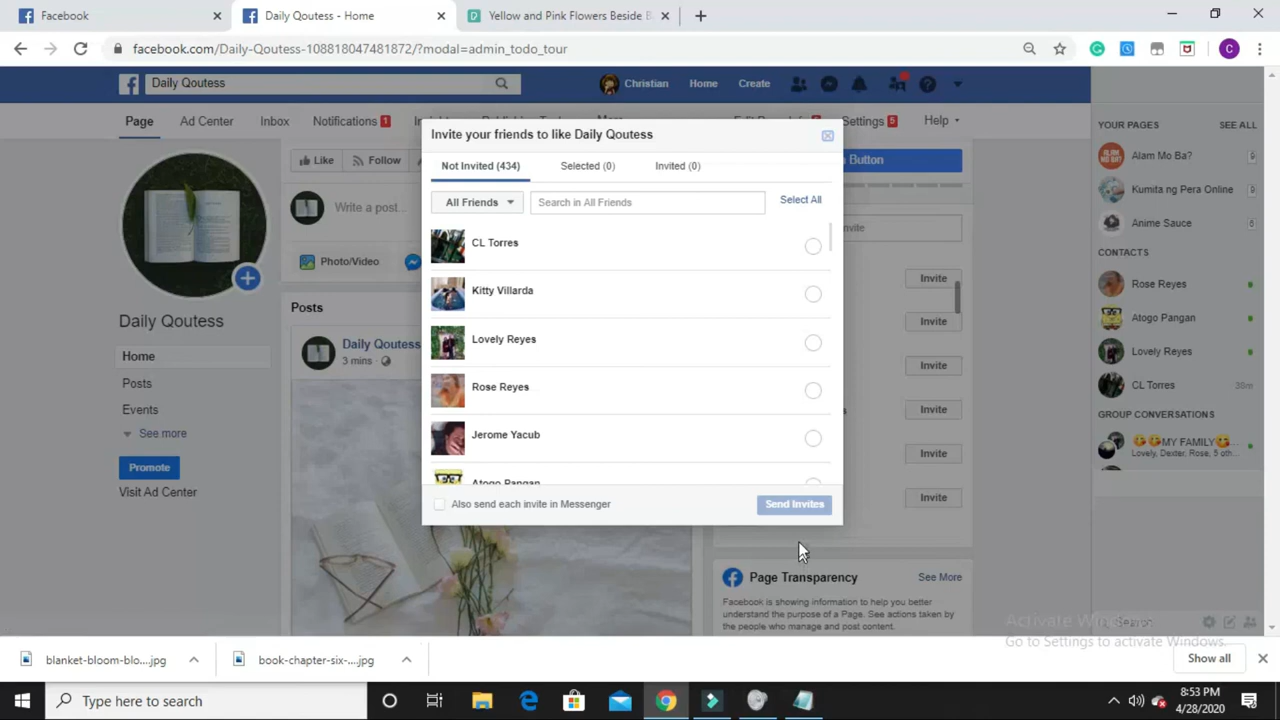 Facebook
Daily Qoutess - Home
Yellow and Pink Flowers Beside B
facebook.com/Daily-Qoutess-108818047481872/?modal=admin_todo_tour
C
Daily Qoutess
Christian
Home
Create
Page
Ad Center
Inbox
Notifications 1
Settings 5
Help
Like
Follow
Write a post...
Photo/Video
Daily Qoutess
Home
Posts
Events
See more
Promote
Visit Ad Center
Posts
Daily Qoutess
3 mins
Invite your friends to like Daily Qoutess
Not Invited (434)
Selected (0)
Invited (0)
All Friends
Search in All Friends
Select All
CL Torres
Kitty Villarda
Lovely Reyes
Rose Reyes
Jerome Yacub
Atogo Pangan
Also send each invite in Messenger
Send Invites
Button
Invite
Invite
Invite
Invite
Invite
Invite
Page Transparency
See More
Facebook is showing information to help you better
understand the purpose of a Page. See actions taken by
the people who manage and post content.
YOUR PAGES
SEE ALL
Alam Mo Ba?
9
Kumita ng Pera Online
9
Anime Sauce
6
CONTACTS
Rose Reyes
Atogo Pangan
Lovely Reyes
CL Torres
38m
GROUP CONVERSATIONS
MY FAMILY
Lovely, Dexter, Rose, 5 oth...
Activate Windows
Go to Settings to activate Windows.
blanket-bloom-blo....jpg
book-chapter-six-....jpg
Show all
Type here to search
8:53 PM
4/28/2020